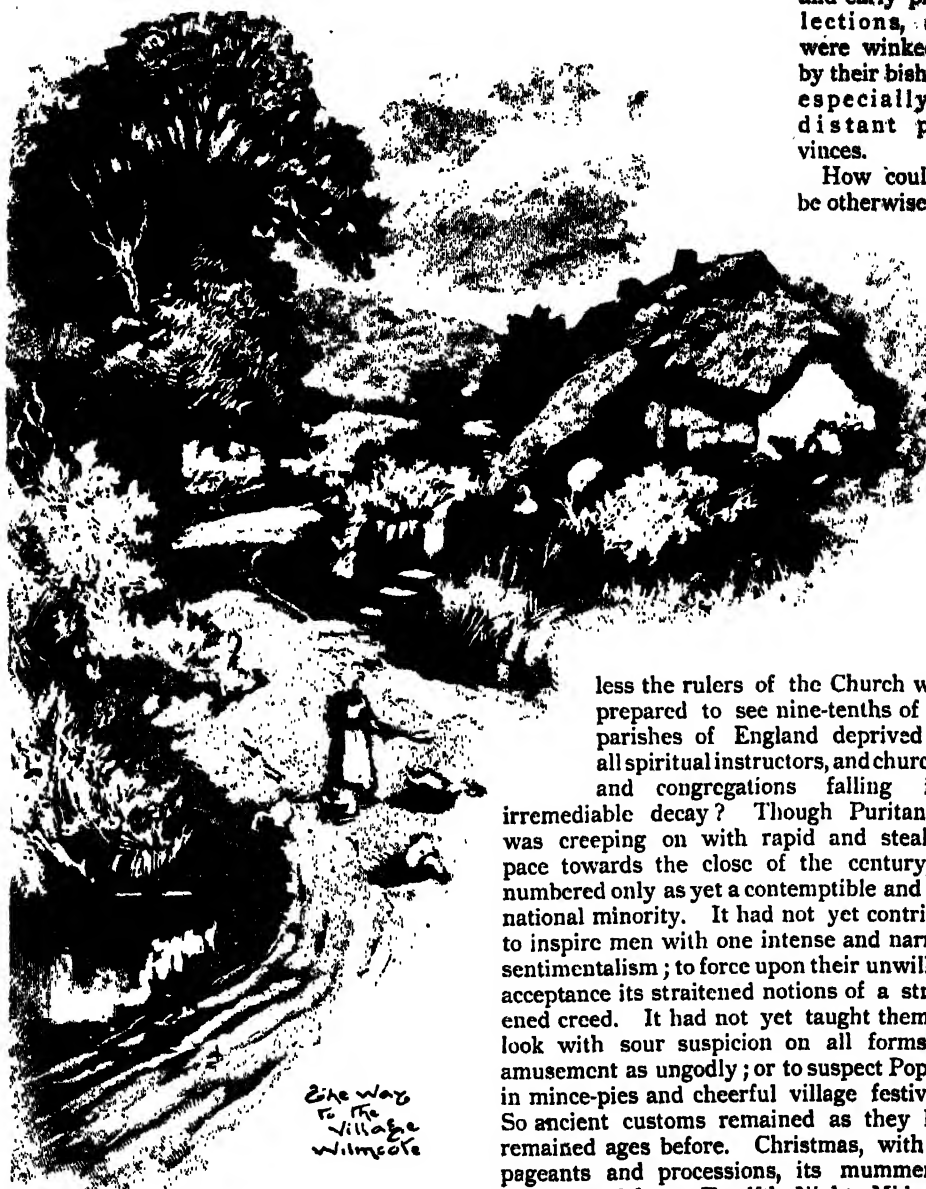 and early p
lections,
were winke
by their bish
especially
distant p
vinces.
How coul
be otherwise
less the rulers of the Church w
prepared to see nine-tenths of
parishes of England deprived
all spiritual instructors, and churc
and congregations falling i
irremediable decay? Though Puritan
was creeping on with rapid and steal
pace towards the close of the century,
numbered only as yet a contemptible and
national minority. It had not yet contri
to inspire men with one intense and narr
sentimentalism; to force upon their unwill
acceptance its straitened notions of a str
ened creed. It had not yet taught them
look with sour suspicion on all forms
amusement as ungodly; or to suspect Pop
in mince-pies and cheerful village festiv
So ancient customs remained as they h
remained ages before. Christmas, with
pageants and processions, its mummer
The Way
To The
Village
Wilmcote